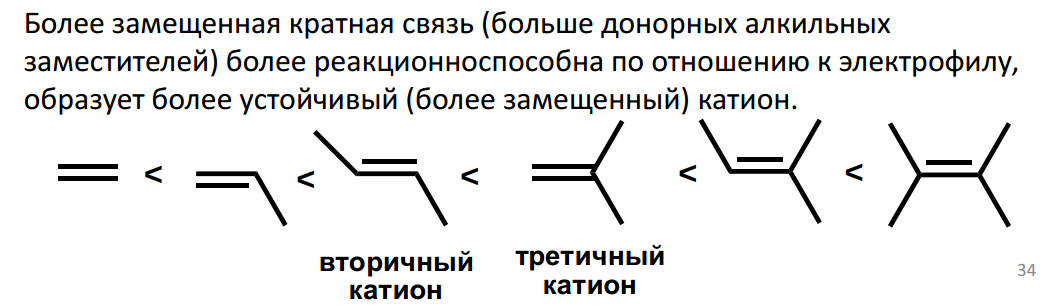 Более замещенная кратная связь (больше донорных алкильных
заместителей) более реакционноспособна по отношению к электрофилу,
образует более устойчивый (более замещенный) катион.
< < < < <
вторичный третичный
катион катион
34